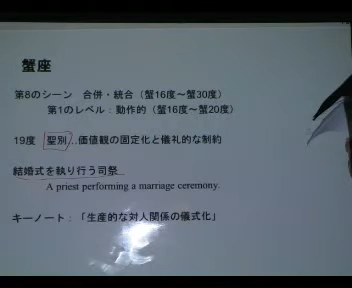 蟹座
第8のシーン 合併・統合（蟹16度～蟹30度）
第1のレベル：動作的（蟹16度～蟹20度）
19度 聖別…価値観の固定化と儀礼的な制約
結婚式を執り行う司祭
A priest performing a marriage ceremony.
キーノート：「生産的な対人関係の儀式化」